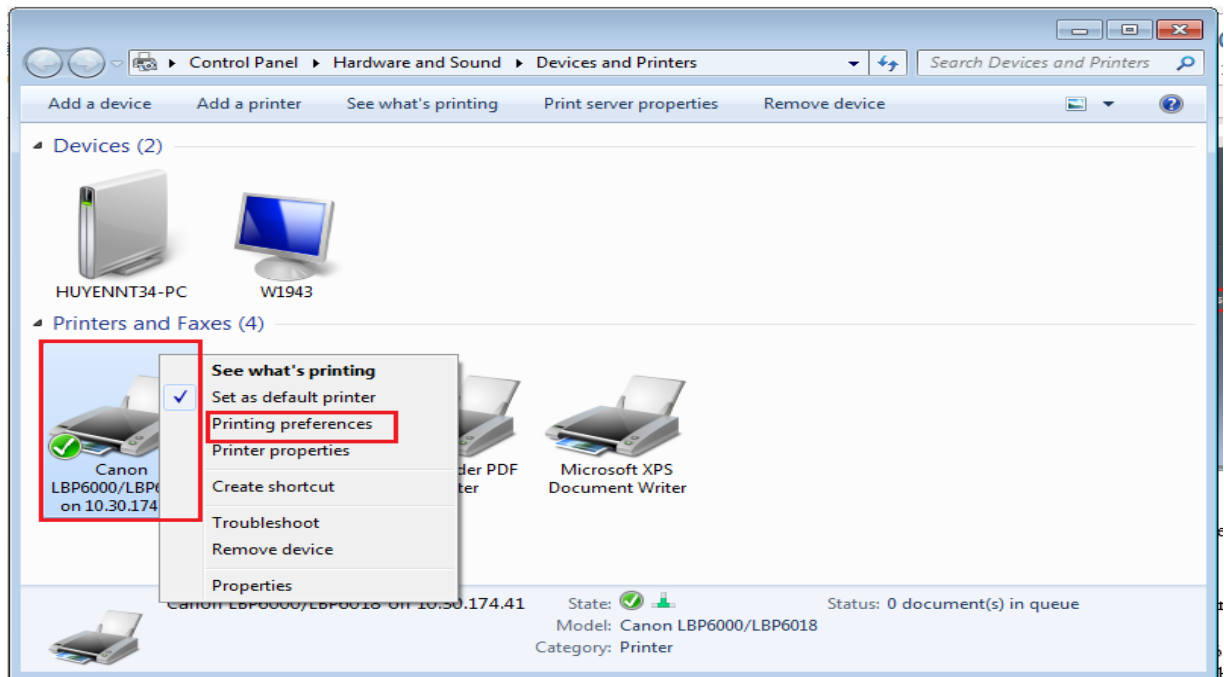 Control Panel Hardware and Sound Devices and Printers Search Devices and Printers
Add a device Add a printer See what's printing Print server properties Remove device
Devices (2)
HUYENNT34-PC W1943
Printers and Faxes (4)
See what's printing
Set as default printer
Printing preferences
Printer properties
Create shortcut
Troubleshoot
Remove device
Properties
Canon
LBP6000/LBP6
on 10.30.174
der PDF
ter
Microsoft XPS
Document Writer
Canon LBP6000/LBP6018 on 10.30.174.41
State:
Status: 0 document(s) in queue
Model: Canon LBP6000/LBP6018
Category: Printer